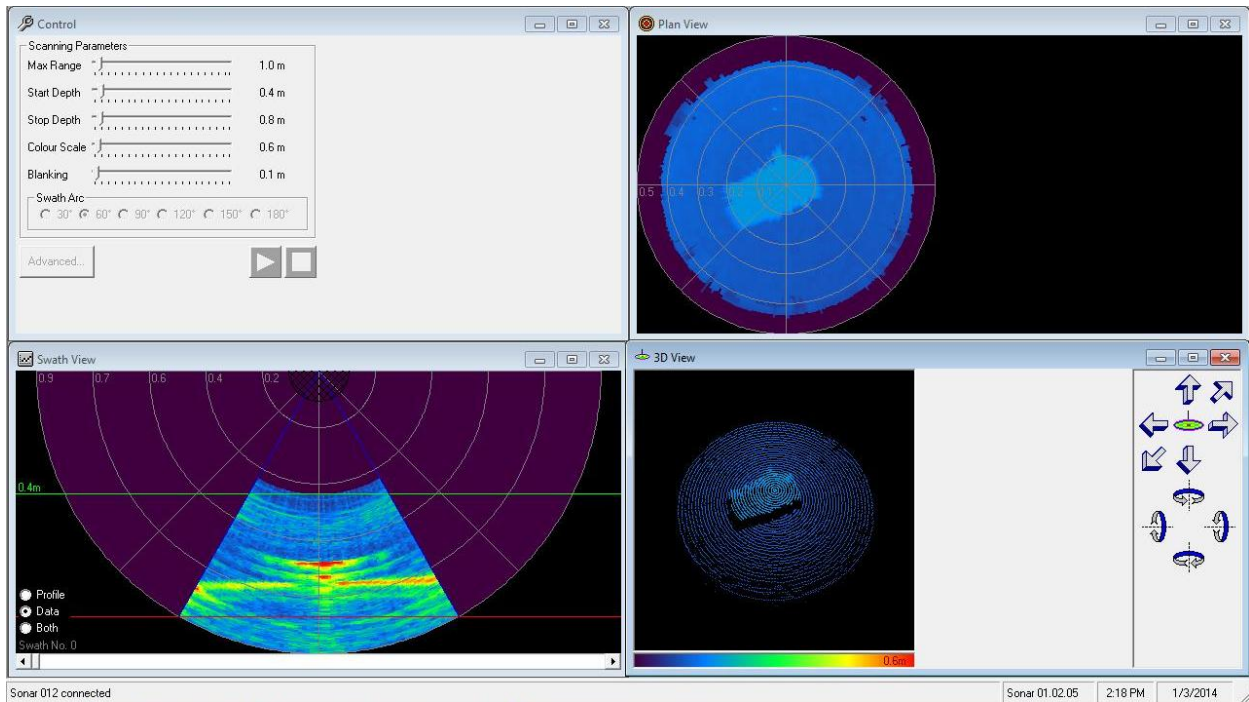 Control
Scanning Parameters
Max Range 1.0 m
Start Depth 0.4 m
Stop Depth 0.8 m
Colour Scale 0.6 m
Blanking 0.1 m
Swath Arc
30° 60° 90° 120° 150° 180°
Advanced...
Plan View
0.5 0.4 0.3 0.2 0.1
Swath View
0.9 0.7 0.6 0.4 0.2
0.4m
Profile
Data
Both
Swath No. 0
3D View
0.6m
Sonar 012 connected
Sonar 01.02.05 2:18 PM 1/3/2014